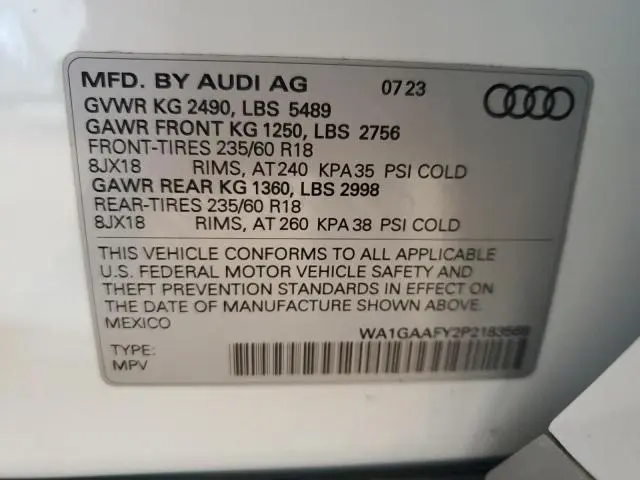 MFD. BY AUDI AG 07 23
GVWR KG 2490, LBS 5489
GAWR FRONT KG 1250, LBS 2756
FRONT-TIRES 235/60 R18
8JX18 RIMS, AT 240 KPA 35 PSI COLD
GAWR REAR KG 1360, LBS 2998
REAR-TIRES 235/60 R18
8JX18 RIMS, AT 260 KPA 38 PSI COLD
THIS VEHICLE CONFORMS TO ALL APPLICABLE
U.S. FEDERAL MOTOR VEHICLE SAFETY AND
THEFT PREVENTION STANDARDS IN EFFECT ON
THE DATE OF MANUFACTURE SHOWN ABOVE.
MEXICO
TYPE:
MPV